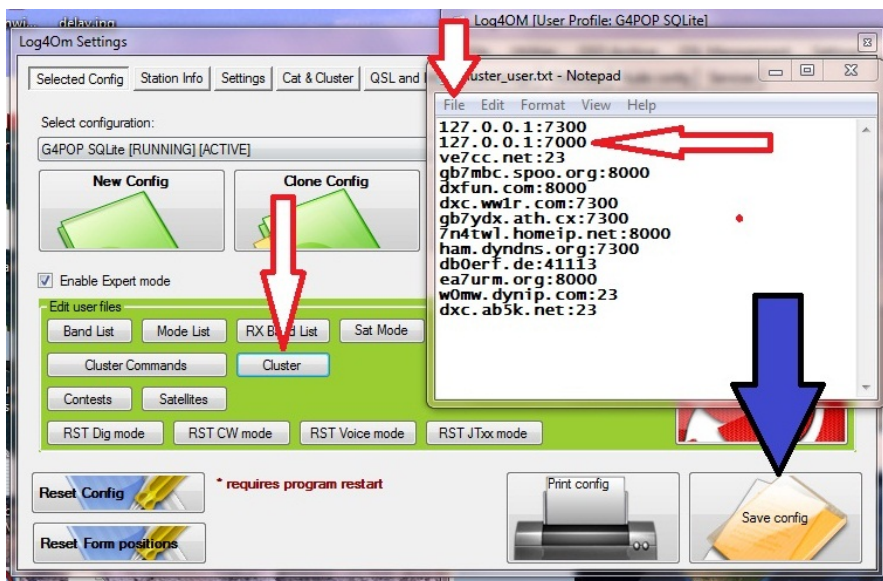 delaying
Log4OM [User Profile: G4POP SQLite]
Log4Om Settings
Selected Config
Station Info
Settings
Cat & Cluster
QSL and
Select configuration:
G4POP SQLite [RUNNING] [ACTIVE]
New Config
Clone Config
Enable Expert mode
Edit user files
Band List
Mode List
RX Band List
Sat Mode
Cluster Commands
Cluster
Contests
Satellites
RST Dig mode
RST CW mode
RST Voice mode
RST JTxx mode
Reset Config
* requires program restart
Print config
Save config
Reset Form positions
cluster_user.txt - Notepad
File Edit Format View Help
127.0.0.1:7300
127.0.0.1:7000
ve7cc.net:23
gb7mbc.spoo.org:8000
dxfun.com:8000
dxc.ww1r.com:7300
gb7ydx.ath.cx:7300
7n4twl.homeip.net:8000
ham.dyndns.org:7300
db0erf.de:41113
ea7urm.org:8000
w0mw.dynip.com:23
dxc.ab5k.net:23